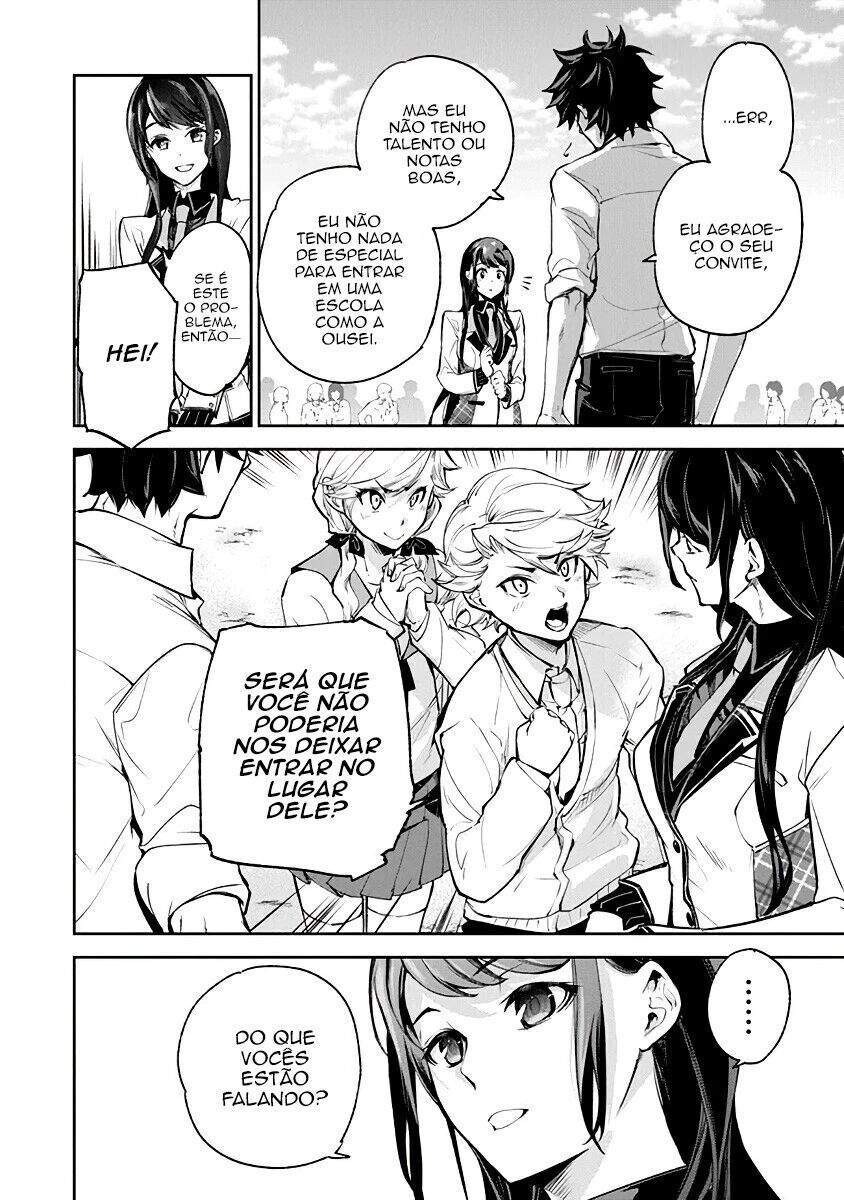 ...ERR,
EU AGRADE-
ÇO O SEU
CONVITE,
MAS EU
NÃO TENHO
TALENTO OU
NOTAS
BOAS,
EU NÃO
TENHO NADA
DE ESPECIAL
PARA ENTRAR
EM UMA
ESCOLA
COMO A
OUSEI.
SE É
ESTE
O PRO-
BLEMA,
ENTÃO—
HEI!
SERÁ QUE
VOCÊ NÃO
PODERIA
NOS DEIXAR
ENTRAR NO
LUGAR
DELE?
......
DO QUE
VOCÊS
ESTÃO
FALANDO?